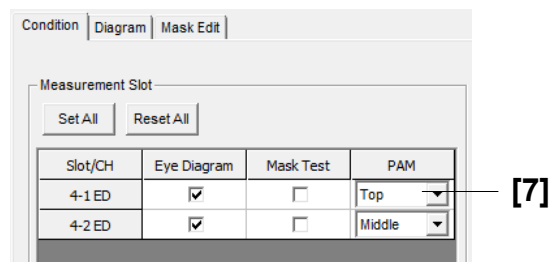 Condition Diagram Mask Edit
Measurement Slot
Set All Reset All
Slot/CH Eye Diagram Mask Test PAM
4-1 ED Top [7]
4-2 ED Middle